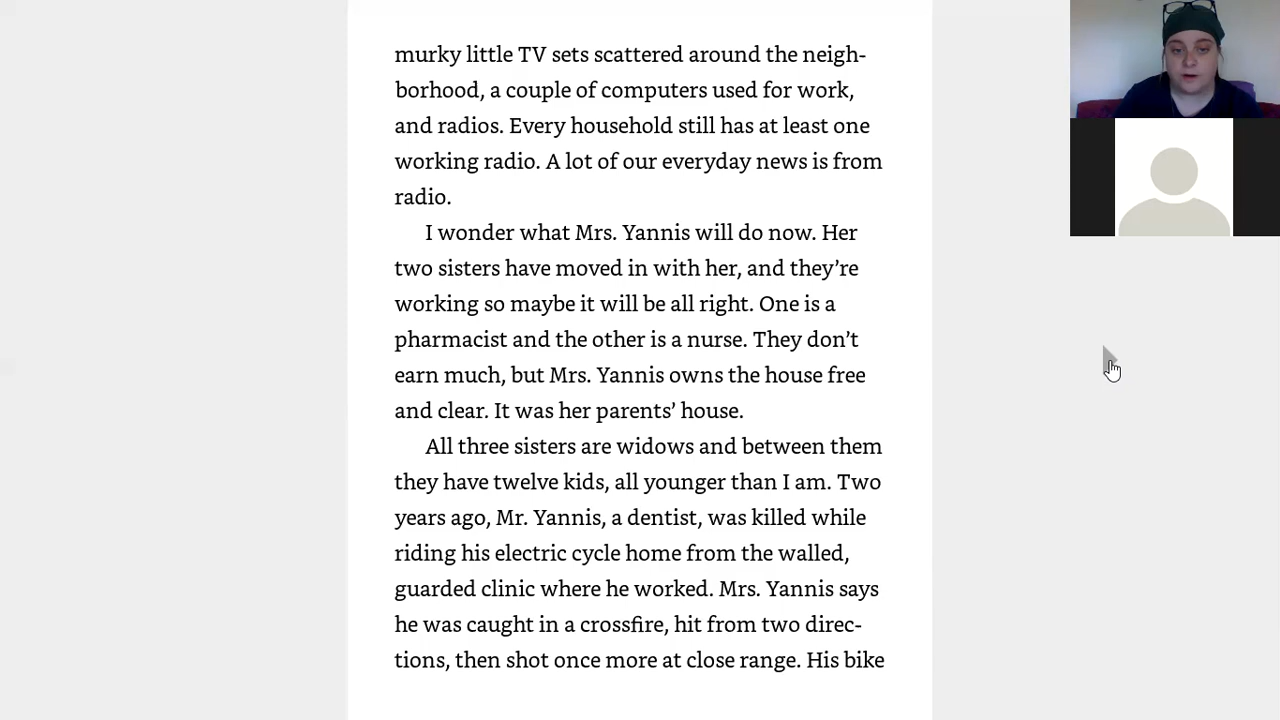 murky little TV sets scattered around the neigh-
borhood, a couple of computers used for work,
and radios. Every household still has at least one
working radio. A lot of our everyday news is from
radio.
I wonder what Mrs. Yannis will do now. Her
two sisters have moved in with her, and they’re
working so maybe it will be all right. One is a
pharmacist and the other is a nurse. They don’t
earn much, but Mrs. Yannis owns the house free
and clear. It was her parents’ house.
All three sisters are widows and between them
they have twelve kids, all younger than I am. Two
years ago, Mr. Yannis, a dentist, was killed while
riding his electric cycle home from the walled,
guarded clinic where he worked. Mrs. Yannis says
he was caught in a crossfire, hit from two direc-
tions, then shot once more at close range. His bike